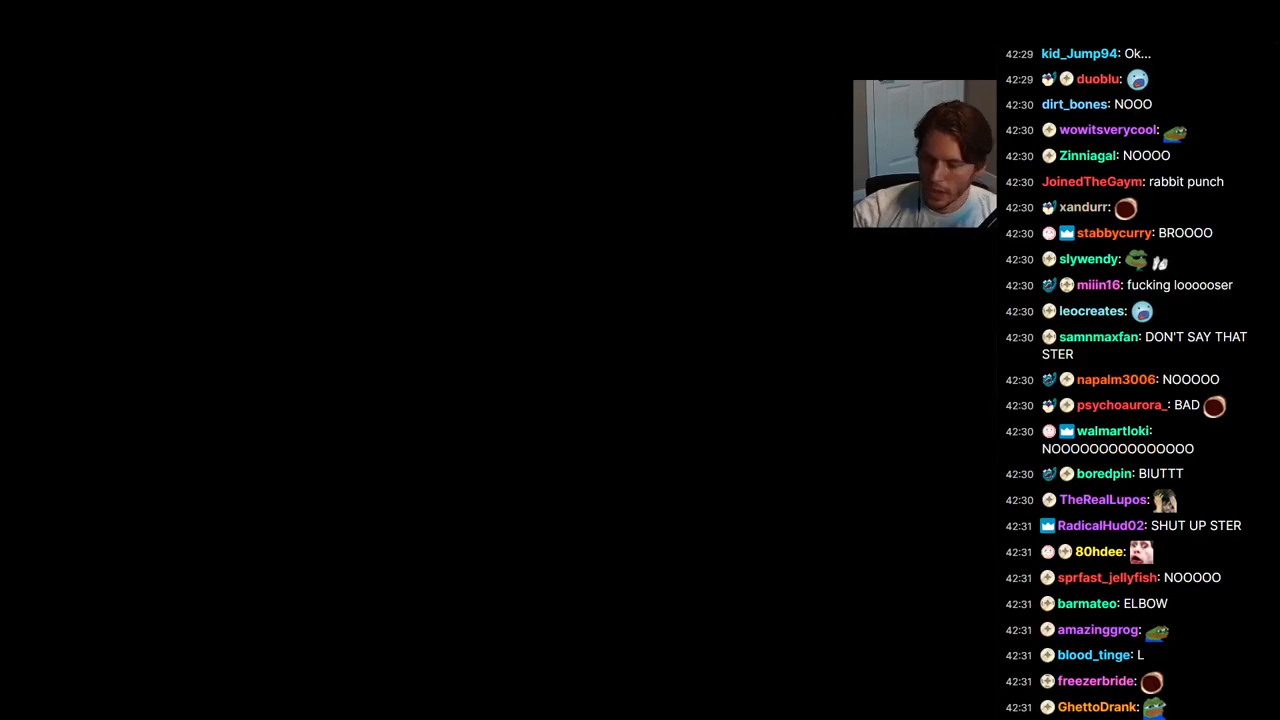 42:29 kid_Jump94: Ok...
42:29 duoblu:
42:30 dirt_bones: NOOO
42:30 wowitsverycool:
42:30 Zinniagal: NOOOO
42:30 JoinedTheGaym: rabbit punch
42:30 xandurr:
42:30 stabbycurry: BROOOO
42:30 slywendy:
42:30 miiin16: fucking loooooser
42:30 leocreates:
42:30 samnmaxfan: DON'T SAY THAT
STER
42:30 napalm3006: NOOOOO
42:30 psychoaurora_: BAD
42:30 walmartloki:
NOOOOOOOOOOOOOOO
42:30 boredpin: BIUTTT
42:30 TheRealLupos:
42:31 RadicalHud02: SHUT UP STER
42:31 80hdee:
42:31 sprfast_jellyfish: NOOOOO
42:31 barmateo: ELBOW
42:31 amazinggrog:
42:31 blood_tinge: L
42:31 freezerbride:
42:31 GhettoDrank: